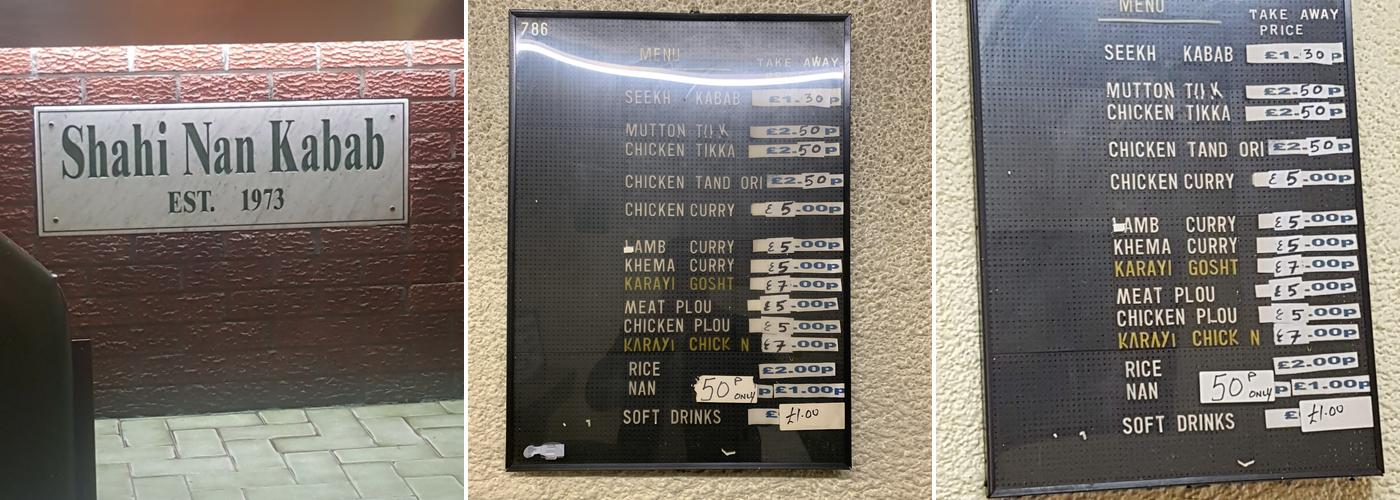 Shahi Nan Kabab
EST. 1973
786
MENU
TAKE AWAY
SEEKH KABAB £1.30p
MUTTON £2.50p
CHICKEN TIKKA £2.50p
CHICKEN TAND ORI £2.50p
CHICKEN CURRY £5.00p
LAMB CURRY £5.00p
KHEMA CURRY £5.00p
KARAYI GOSHT £7.00p
MEAT PLOU £5.00p
CHICKEN PLOU £5.00p
KARAYI CHICK N £7.00p
RICE £2.00p
NAN 50P ONLY p £1.00p
SOFT DRINKS £ £1.00
MENU
TAKE AWAY
PRICE
SEEKH KABAB £1.30p
MUTTON £2.50p
CHICKEN TIKKA £2.50p
CHICKEN TAND ORI £2.50p
CHICKEN CURRY £5.00p
LAMB CURRY £5.00p
KHEMA CURRY £5.00p
KARAYI GOSHT £7.00p
MEAT PLOU £5.00p
CHICKEN PLOU £5.00p
KARAYI CHICK N £7.00p
RICE £2.00p
NAN 50P ONLY p £1.00p
SOFT DRINKS £ £1.00